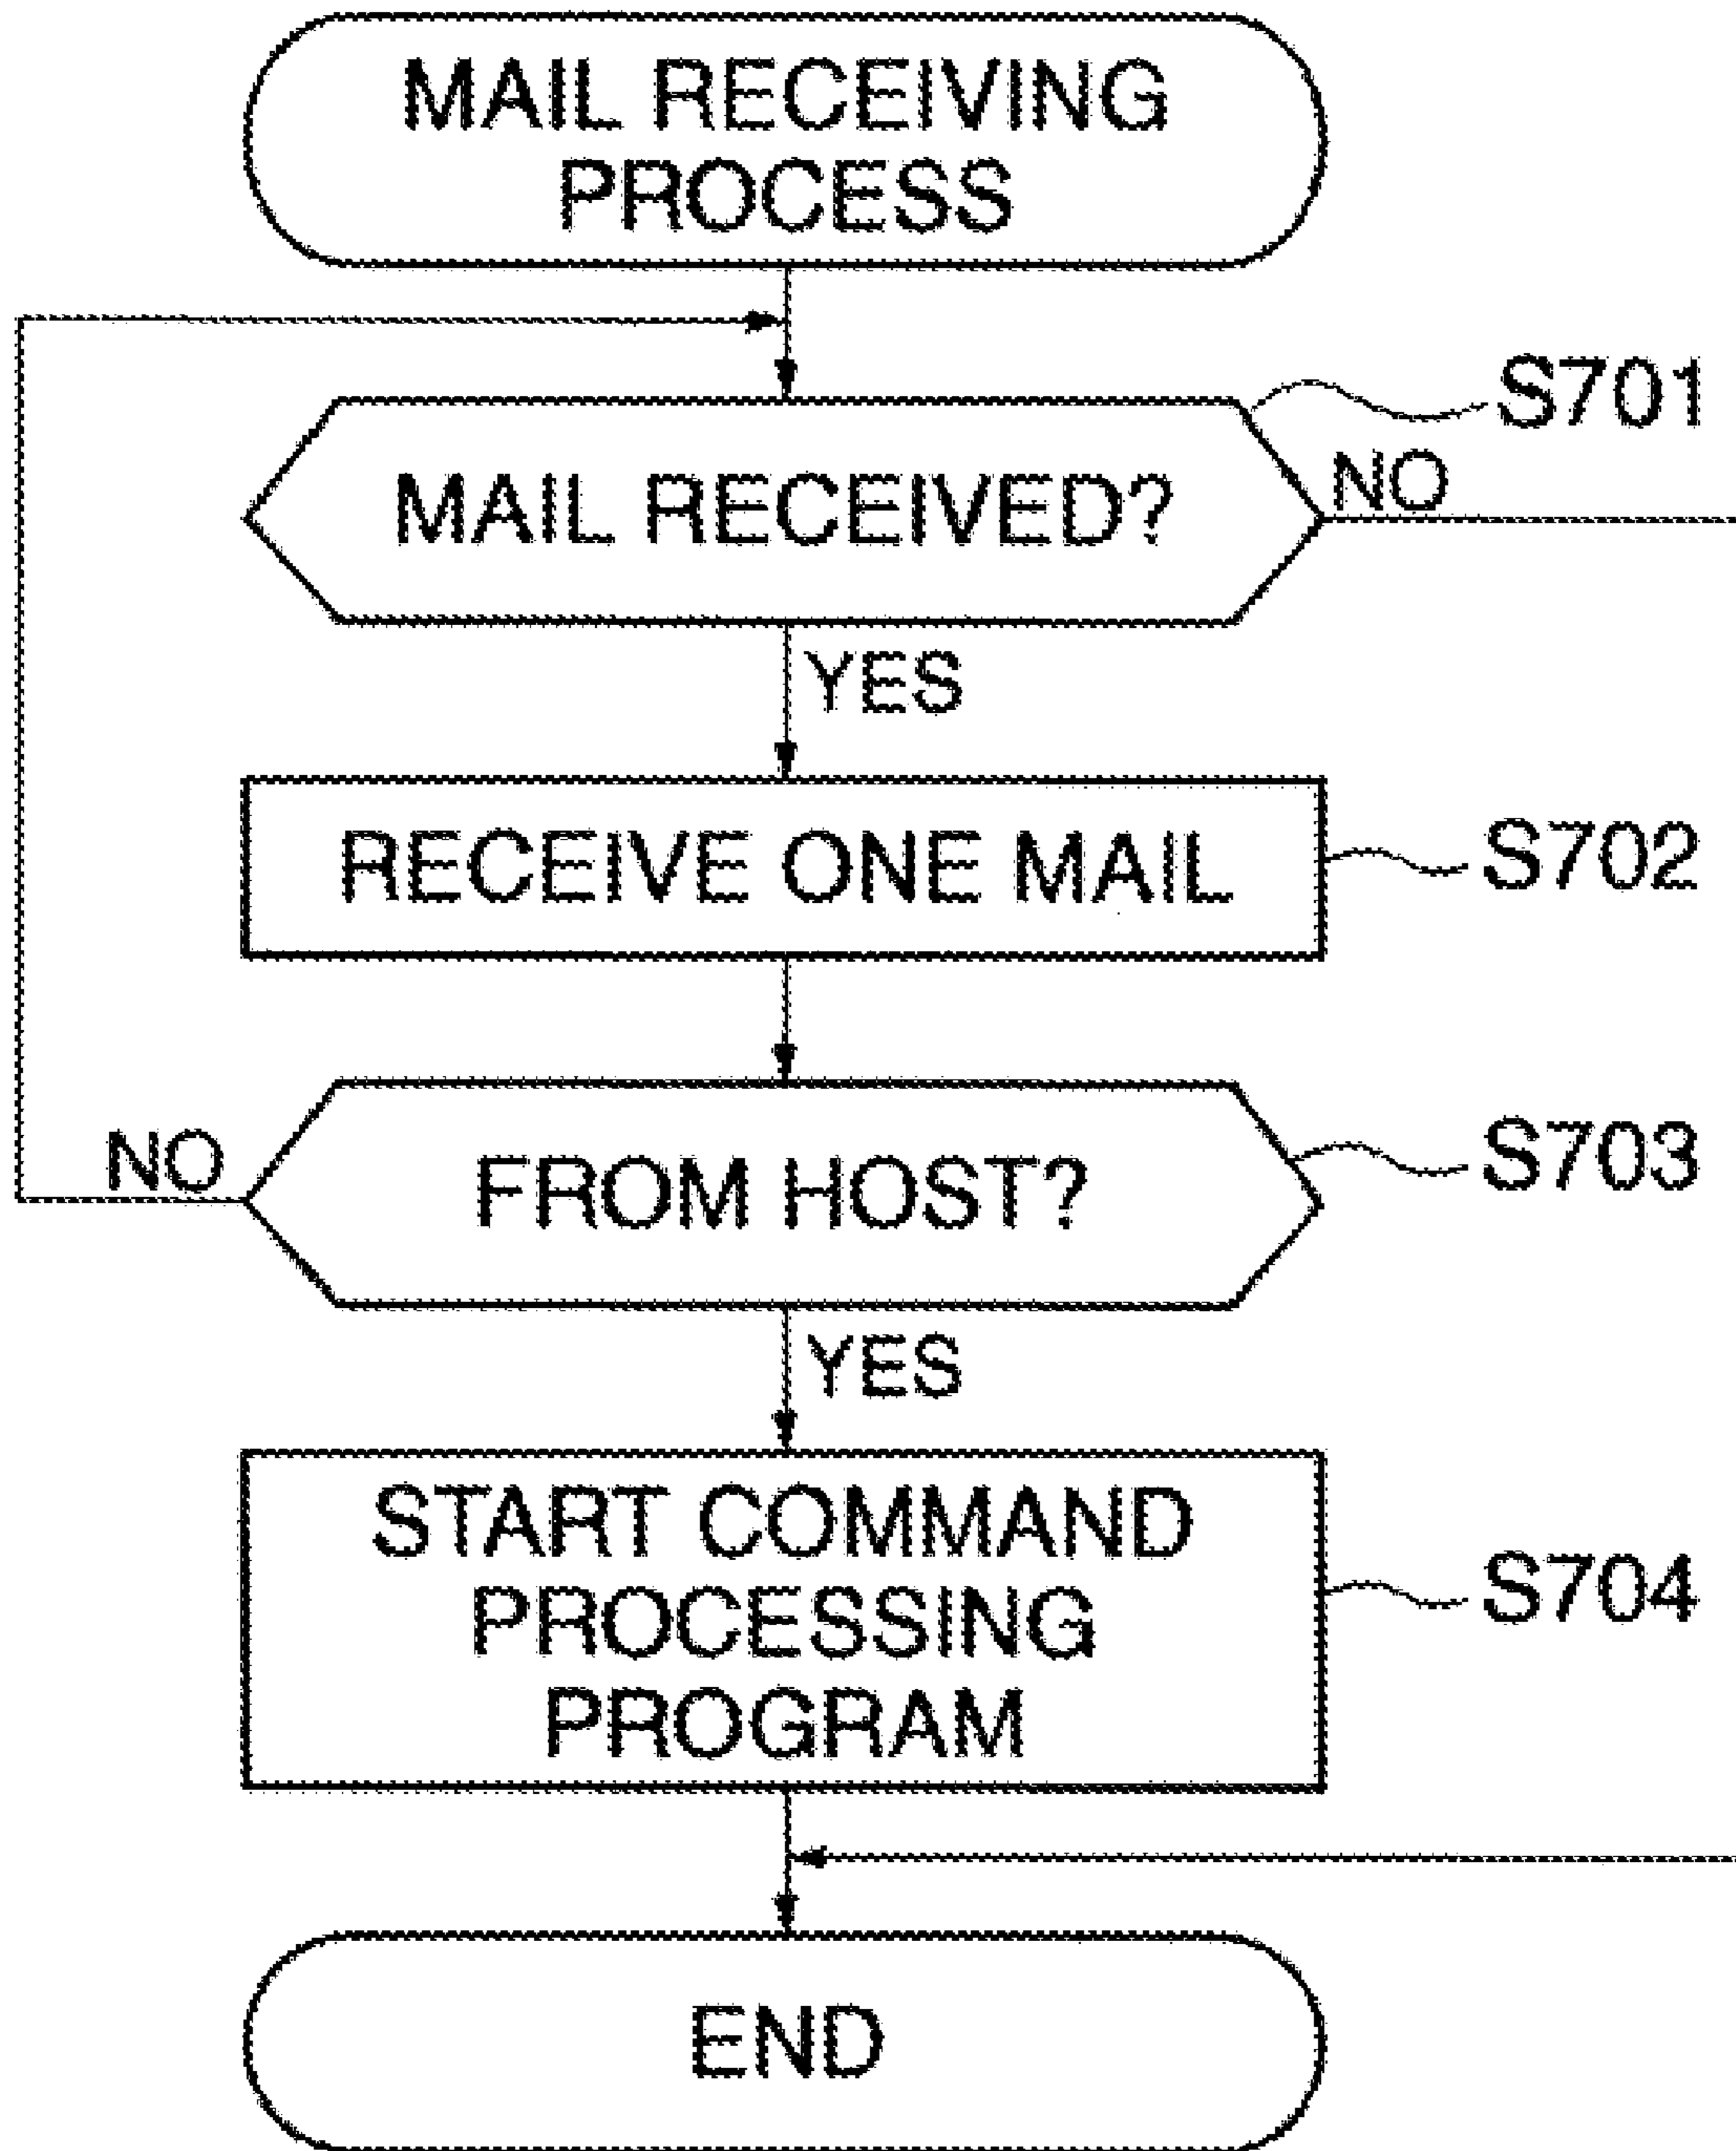 MAIL RECEIVING
PROCESS
S701
MAIL RECEIVED?
NO
YES
RECEIVE ONE MAIL
S702
NO
FROM HOST?
S703
YES
START COMMAND
PROCESSING
PROGRAM
S704
END